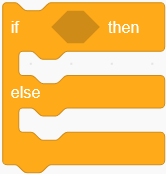 if then
else